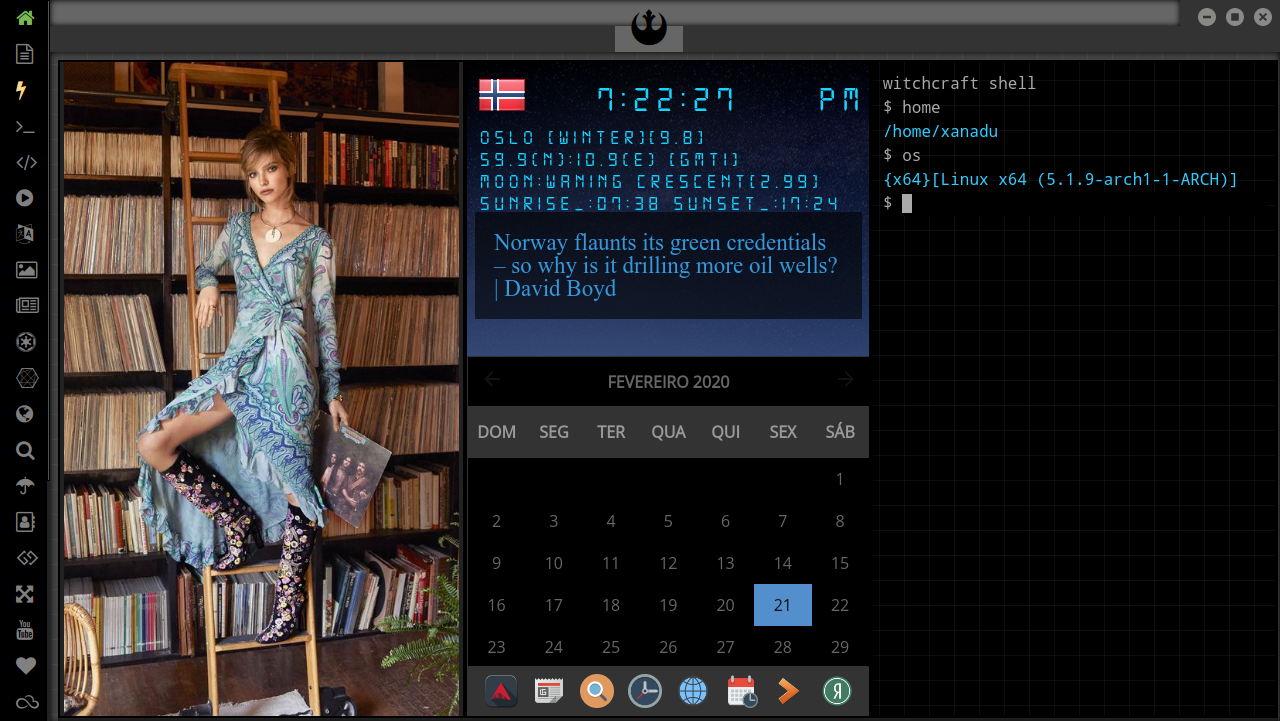 7:22:27 PM
OSLO (WINTER)(9.8)
59.9(N):10.9(E) (GMT1)
MOON:WANING CRESCENT(2.99)
SUNRISE_:07:38 SUNSET_:17:24
Norway flaunts its green credentials
– so why is it drilling more oil wells?
| David Boyd
FEVEREIRO 2020
DOM SEG TER QUA QUI SEX SÁB
1
2 3 4 5 6 7 8
9 10 11 12 13 14 15
16 17 18 19 20 21 22
23 24 25 26 27 28 29
witchcraft shell
$ home
/home/xanadu
$ os
{x64}[Linux x64 (5.1.9-arch1-1-ARCH)]
$
You
Tube